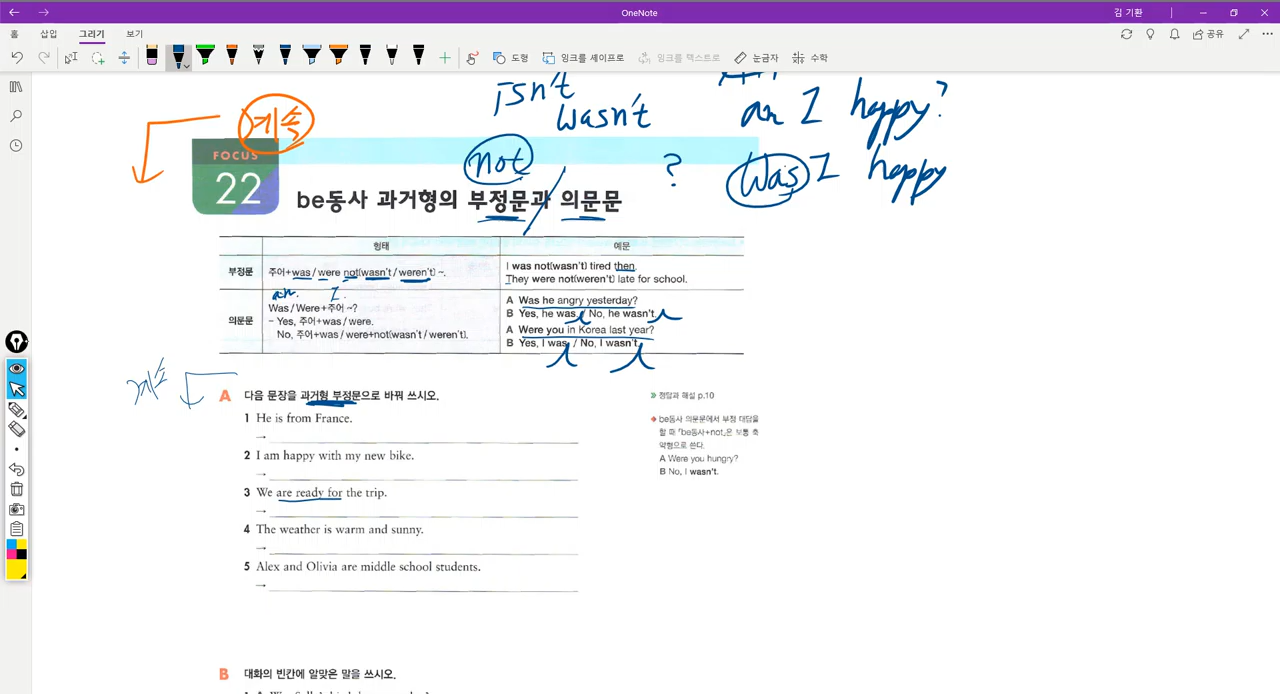 OneNote
김 기환
홈 삽입 그리기 보기
공유
도형 잉크를 셰이프로 잉크를 텍스트로 눈금자 수학
isn't
wasn't
I happy?
계속
FOCUS
22
not
?
Was I happy
be동사 과거형의 부정문과 의문문
형태 예문
부정문 주어+was/were not(wasn't/weren't) ~.
I was not(wasn't) tired then.
They were not(weren't) late for school.
I
의문문
Was/Were+주어 ~?
– Yes, 주어+was/were.
No, 주어+was/were+not(wasn't/weren't).
A Was he angry yesterday?
B Yes, he was. / No, he wasn't.
A Were you in Korea last year?
B Yes, I was. / No, I wasn't.
계속
A 다음 문장을 과거형 부정문으로 바꿔 쓰시오.
1 He is from France.
→
2 I am happy with my new bike.
→
3 We are ready for the trip.
→
4 The weather is warm and sunny.
→
5 Alex and Olivia are middle school students.
→
정답과 해설 p.10
be동사 의문문에서 부정 대답을
할 때 「be동사+not」은 보통 축
약형으로 쓴다.
A Were you hungry?
B No, I wasn't.
B 대화의 빈칸에 알맞은 말을 쓰시오.